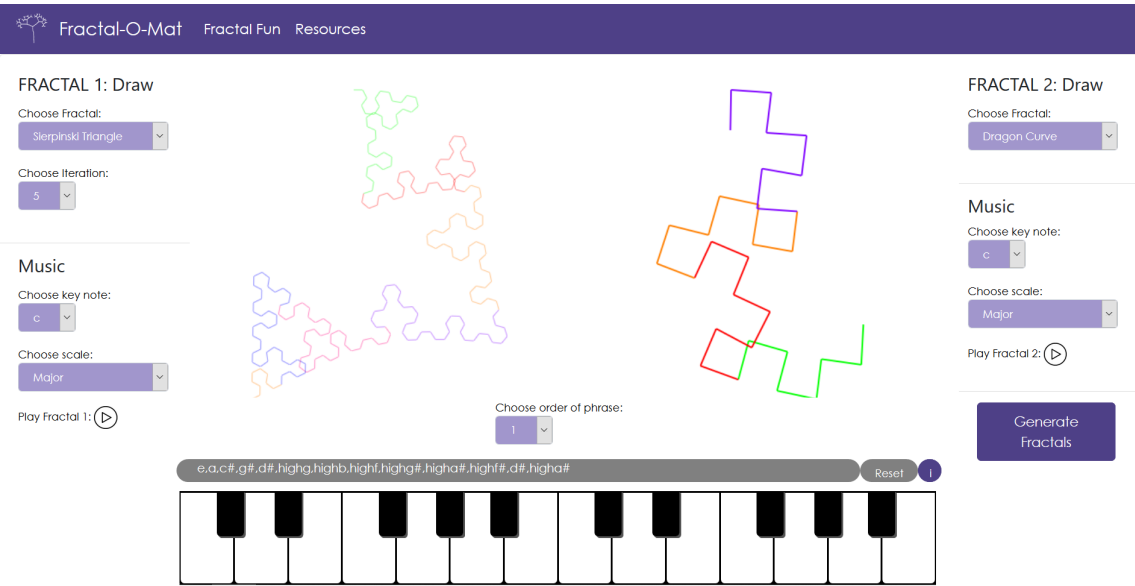 Fractal-O-Mat Fractal Fun Resources
FRACTAL 1: Draw
Choose Fractal:
Sierpinski Triangle
Choose Iteration:
5
Music
Choose key note:
c
Choose scale:
Major
Play Fractal 1:
Choose order of phrase:
1
e,a,c#,g#,d#,highg,highb,highf,highg#,higha#,highf#,d#,higha#
Reset
i
FRACTAL 2: Draw
Choose Fractal:
Dragon Curve
Music
Choose key note:
c
Choose scale:
Major
Play Fractal 2:
Generate
Fractals